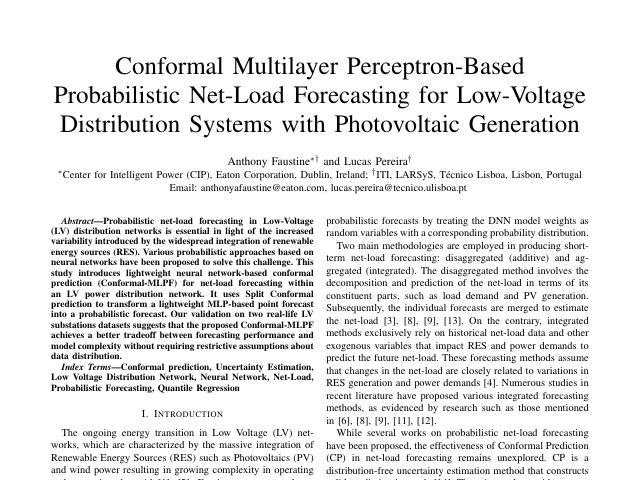 Conformal Multilayer Perceptron-Based
Probabilistic Net-Load Forecasting for Low-Voltage
Distribution Systems with Photovoltaic Generation
Anthony Faustine*† and Lucas Pereira†
*Center for Intelligent Power (CIP), Eaton Corporation, Dublin, Ireland; †ITI, LARSyS, Técnico Lisboa, Lisbon, Portugal
Email: anthonyfaustine@eaton.com, lucas.pereira@tecnico.ulisboa.pt
Abstract—Probabilistic net-load forecasting in Low-Voltage
(LV) distribution networks is essential in light of the increased
variability introduced by the widespread integration of renewable
energy sources (RES). Various probabilistic approaches based on
neural networks have been proposed to solve this challenge. This
study introduces lightweight neural network-based conformal
prediction (Conformal-MLPF) for net-load forecasting within
an LV power distribution network. It uses Split Conformal
prediction to transform a lightweight MLP-based point forecast
into a probabilistic forecast. Our validation on two real-life LV
substations datasets suggests that the proposed Conformal-MLPF
achieves a better tradeoff between forecasting performance and
model complexity without requiring restrictive assumptions about
data distribution.
Index Terms—Conformal prediction, Uncertainty Estimation,
Low Voltage Distribution Network, Neural Network, Net-Load,
Probabilistic Forecasting, Quantile Regression
I. Introduction
The ongoing energy transition in Low Voltage (LV) net-
works, which are characterized by the massive integration of
Renewable Energy Sources (RES) such as Photovoltaics (PV)
and wind power resulting in growing complexity in operating
probabilistic forecasts by treating the DNN model weights as
random variables with a corresponding probability distribution.
Two main methodologies are employed in producing short-
term net-load forecasting: disaggregated (additive) and ag-
gregated (integrated). The disaggregated method involves the
decomposition and prediction of the net-load in terms of its
constituent parts, such as load demand and PV generation.
Subsequently, the individual forecasts are merged to estimate
the net-load [3], [8], [9], [13]. On the contrary, integrated
methods exclusively rely on historical net-load data and other
exogenous variables that impact RES and power demands to
predict the future net-load. These forecasting methods assume
that changes in the net-load are closely related to variations in
RES generation and power demands [4]. Numerous studies in
recent literature have proposed various integrated forecasting
methods, as evidenced by research such as those mentioned
in [6], [8], [9], [11], [12].
While several works on probabilistic net-load forecasting
have been proposed, the effectiveness of Conformal Prediction
(CP) in net-load forecasting remains unexplored. CP is a
distribution-free uncertainty estimation method that constructs